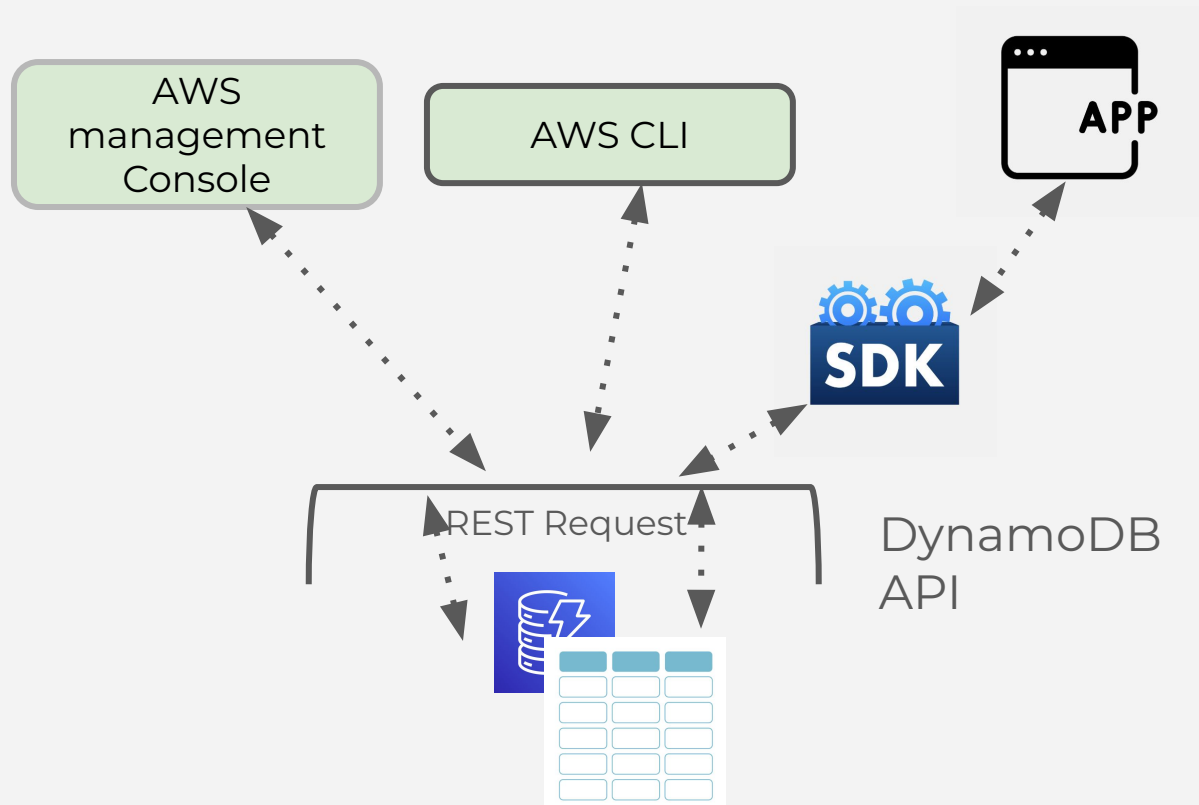 AWS
management
Console
AWS CLI
APP
SDK
REST Request
DynamoDB
API